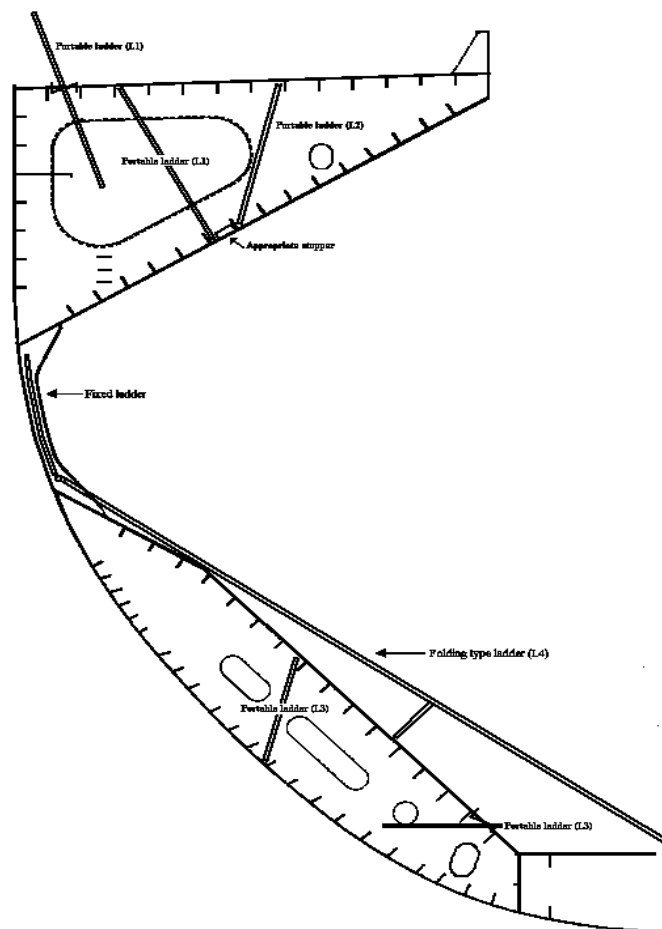 Portable ladder (L1)
Portable ladder (L2)
Portable ladder (L1)
Appropriate stopper
Fixed ladder
Folding type ladder (L4)
Portable ladder (L3)
Portable ladder (L3)